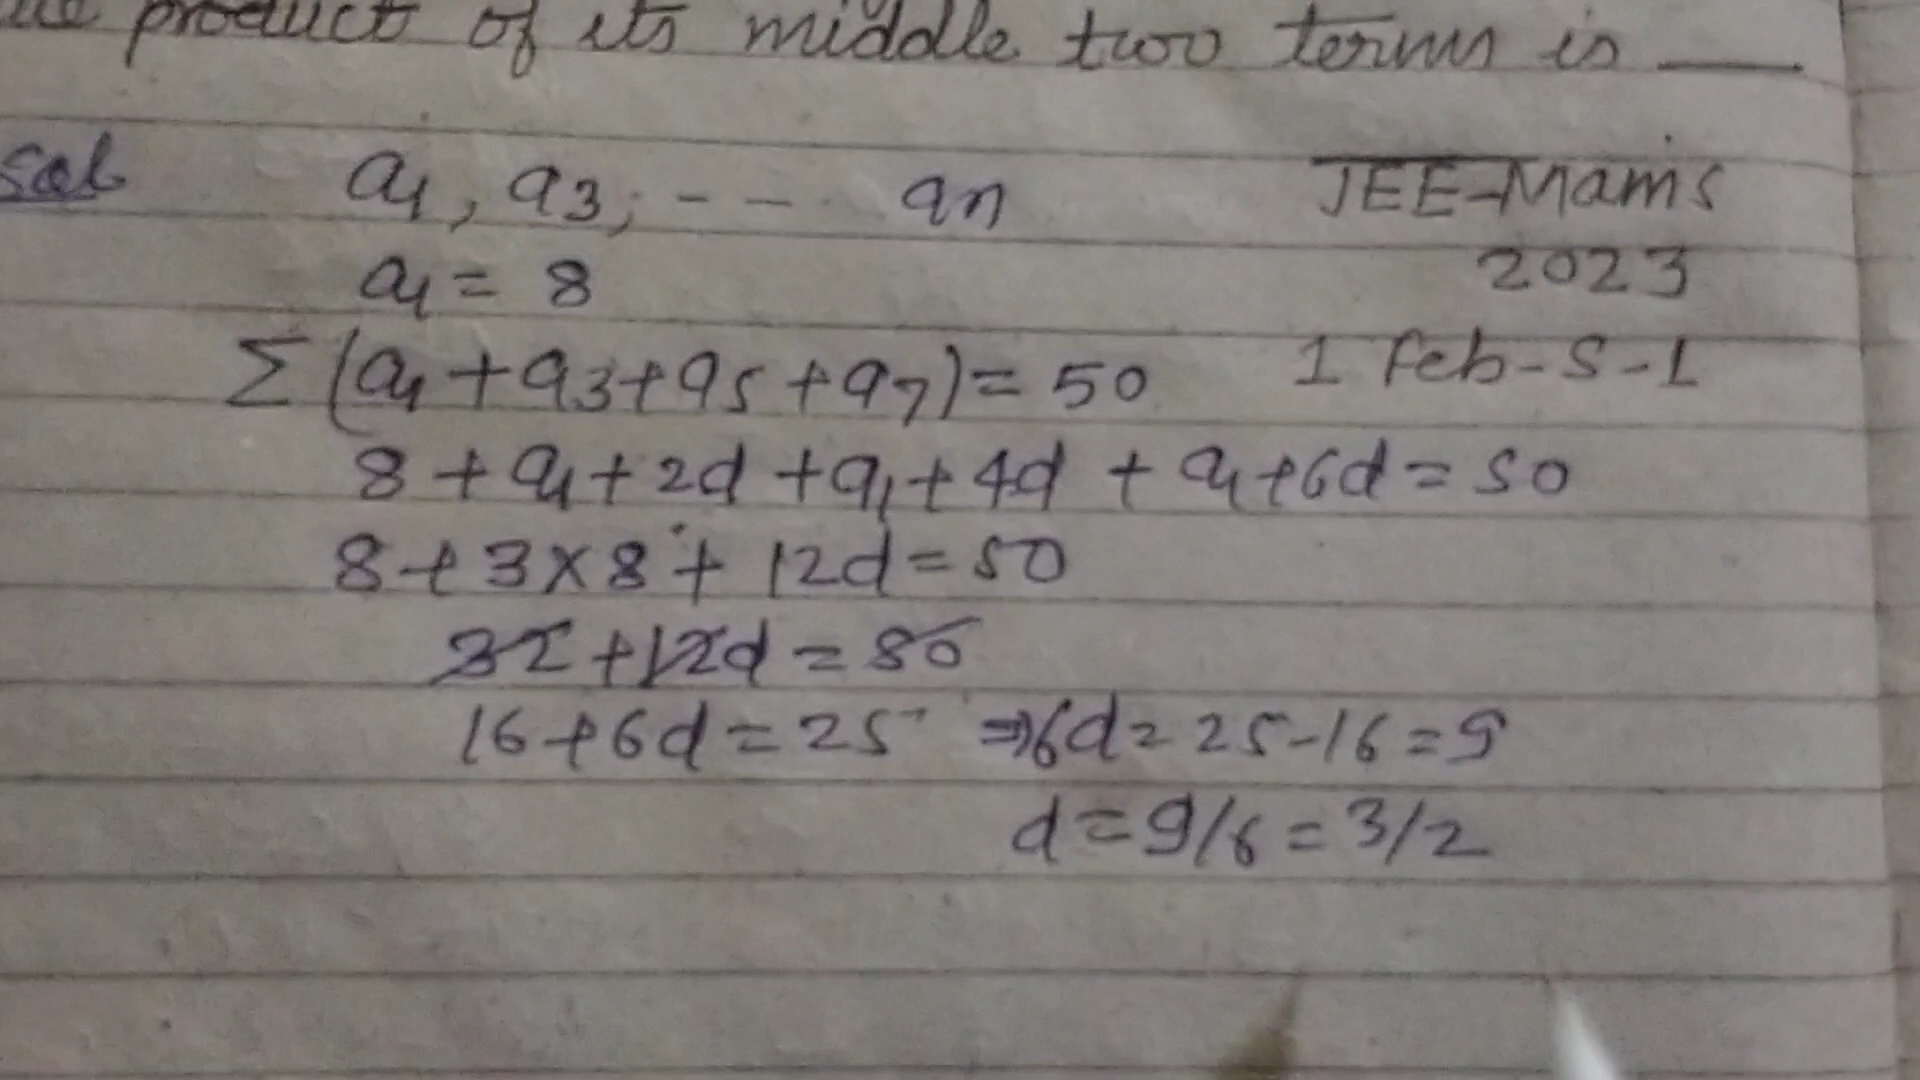 product of its middle two terms is ___
Sol a1, a3, - - - an JEE-Mains
a1 = 8 2023
Σ(a1 + a3 + a5 + a7) = 50 1 Feb-S-1
8 + a1 + 2d + a1 + 4d + a1 + 6d = 50
8 + 3 × 8 + 12d = 50
32 + 12d = 50
16 + 6d = 25 ⇒ 6d = 25 - 16 = 9
d = 9/6 = 3/2